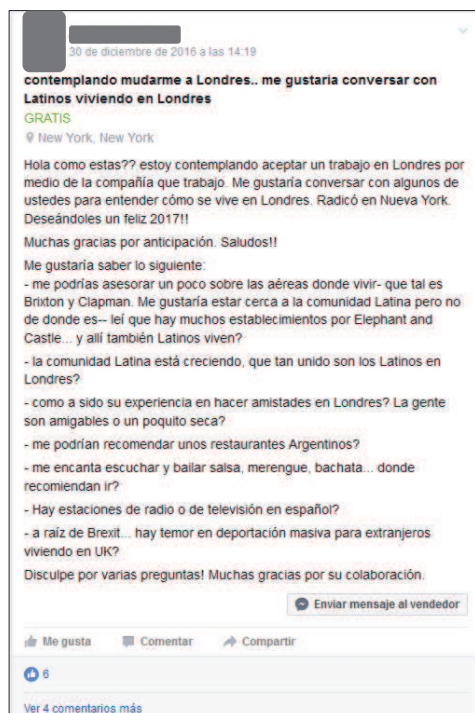 30 de diciembre de 2016 a las 14:19
contemplando mudarme a Londres.. me gustaria conversar con
Latinos viviendo en Londres
GRATIS
New York, New York
Hola como estas?? estoy contemplando aceptar un trabajo en Londres por
medio de la compañía que trabajo. Me gustaría conversar con algunos de
ustedes para entender cómo se vive en Londres. Radicó en Nueva York.
Deseándoles un feliz 2017!!
Muchas gracias por anticipación. Saludos!!
Me gustaría saber lo siguiente:
- me podrías asesorar un poco sobre las aéreas donde vivir- que tal es
Brixton y Clapman. Me gustaría estar cerca a la comunidad Latina pero no
de donde es-- leí que hay muchos establecimientos por Elephant and
Castle... y allí también Latinos viven?
- la comunidad Latina está creciendo, que tan unido son los Latinos en
Londres?
- como a sido su experiencia en hacer amistades en Londres? La gente
son amigables o un poquito seca?
- me podrían recomendar unos restaurantes Argentinos?
- me encanta escuchar y bailar salsa, merengue, bachata... donde
recomiendan ir?
- Hay estaciones de radio o de televisión en español?
- a raíz de Brexit... hay temor en deportación masiva para extranjeros
viviendo en UK?
Disculpe por varias preguntas! Muchas gracias por su colaboración.
Enviar mensaje al vendedor
Me gusta Comentar Compartir
6
Ver 4 comentarios más